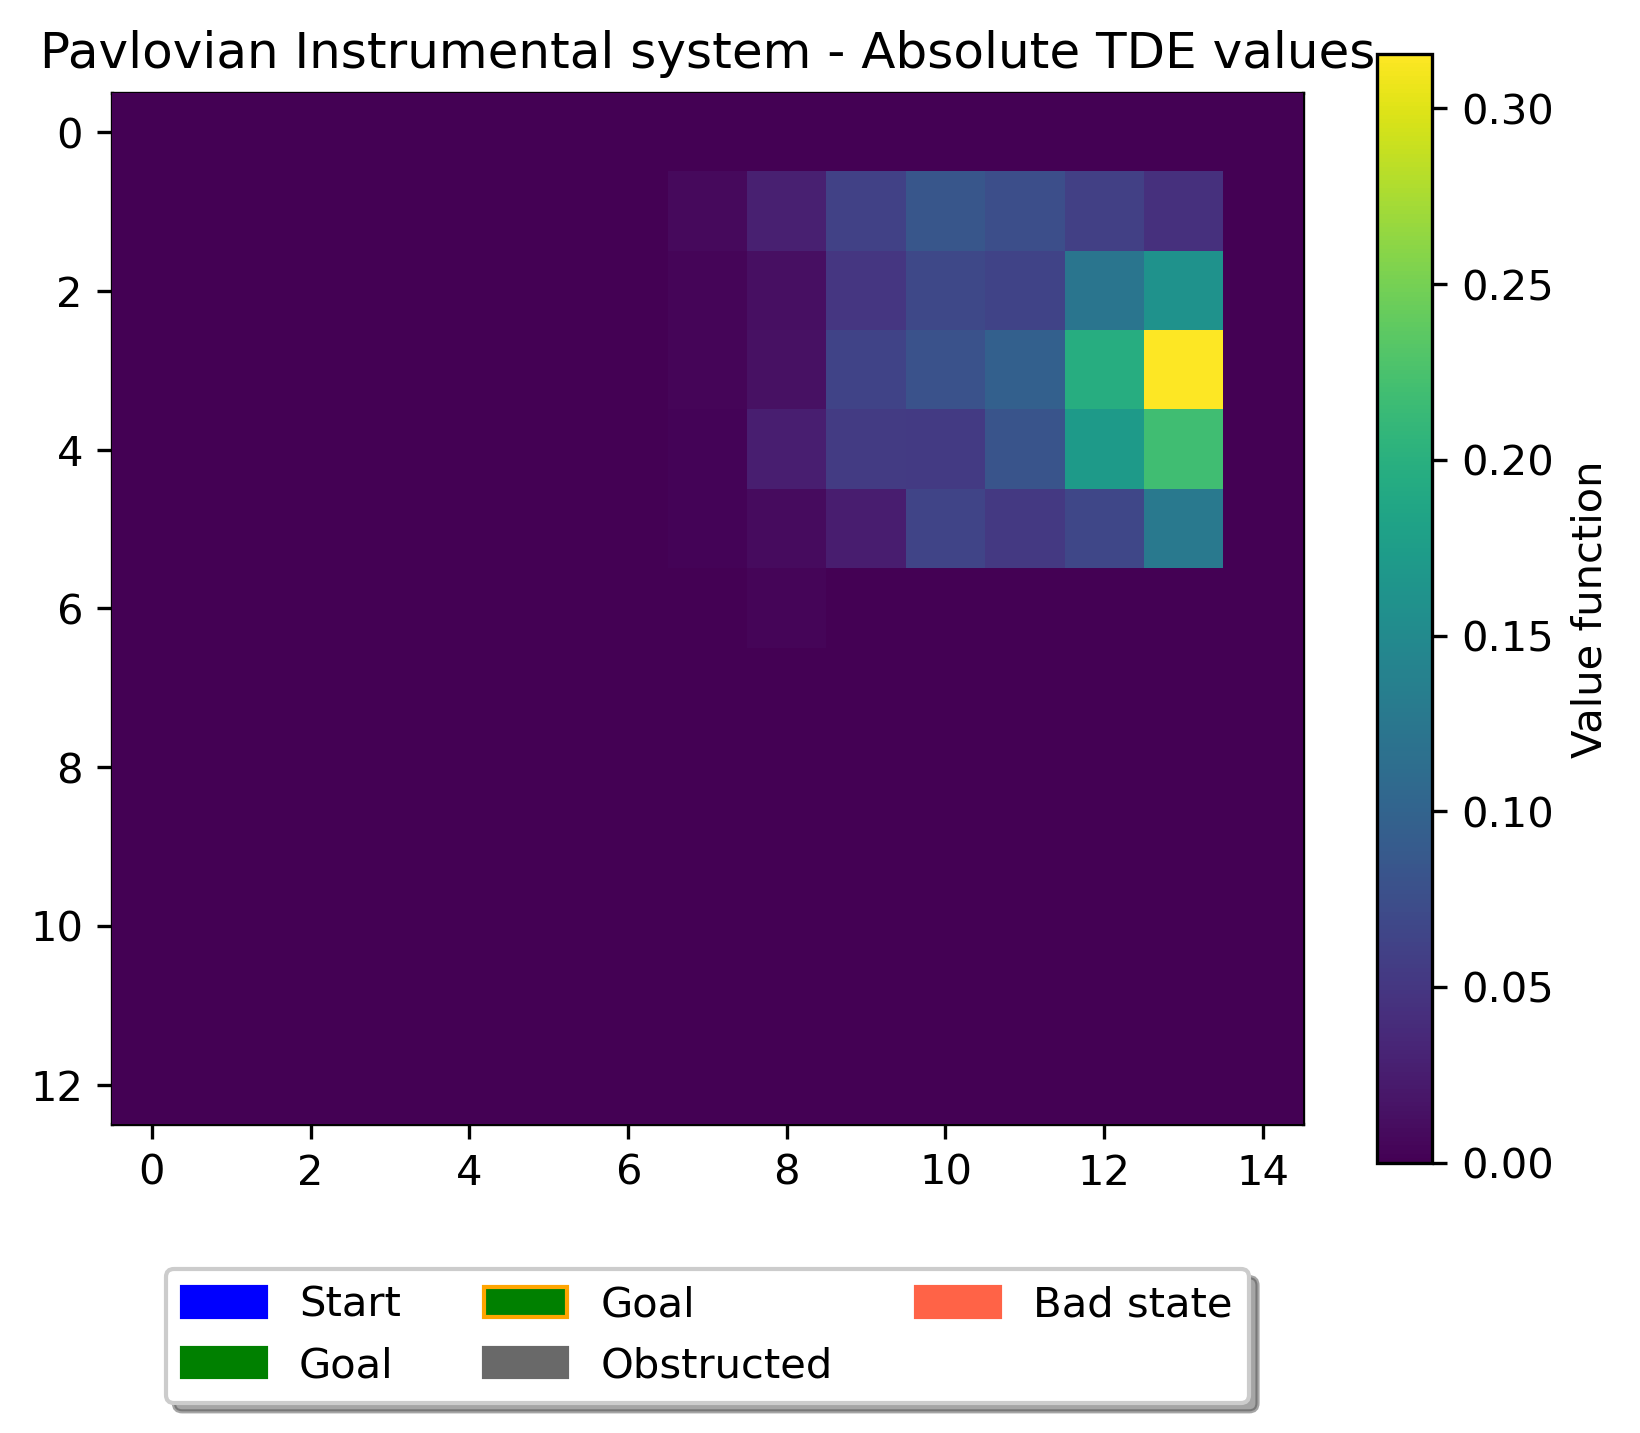 Pavlovian Instrumental system - Absolute TDE values
0
2
4
6
8
10
12
0 2 4 6 8 10 12 14
0.30
0.25
0.20
0.15
0.10
0.05
0.00
Value function
Start Goal Bad state
Goal Obstructed